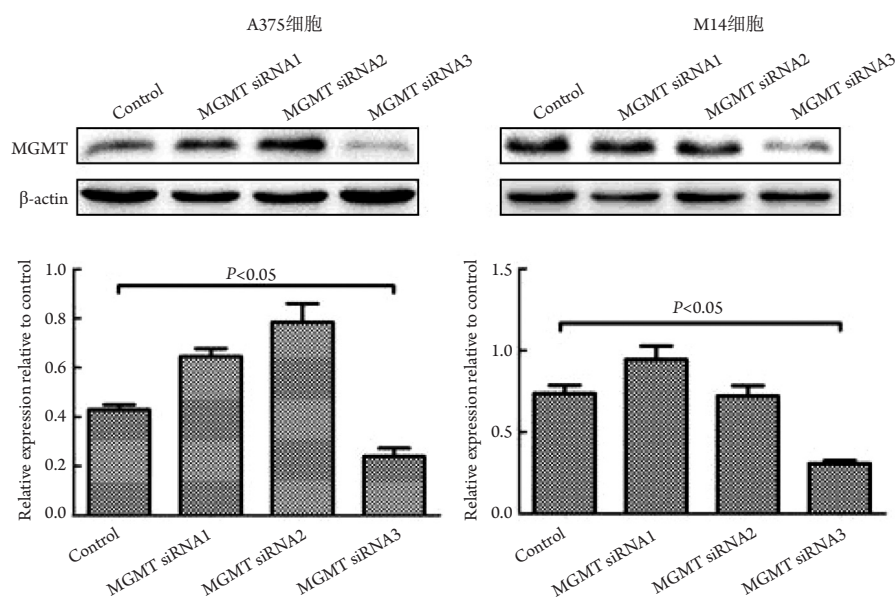 A375细胞
M14细胞
Control
MGMT siRNA1
MGMT siRNA2
MGMT siRNA3
Control
MGMT siRNA1
MGMT siRNA2
MGMT siRNA3
MGMT
β-actin
Relative expression relative to control
1.0
0.8
0.6
0.4
0.2
0.0
P<0.05
Control
MGMT siRNA1
MGMT siRNA2
MGMT siRNA3
Relative expression relative to control
1.5
1.0
0.5
0.0
P<0.05
Control
MGMT siRNA1
MGMT siRNA2
MGMT siRNA3